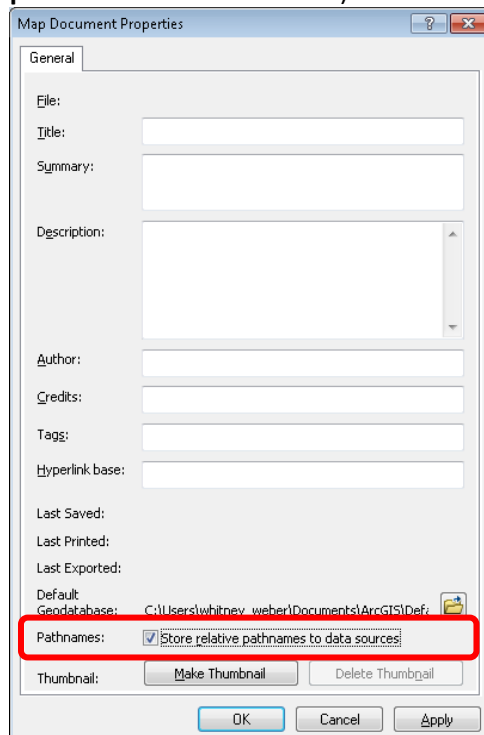 Map Document Properties
General
File:
Title:
Summary:
Description:
Author:
Credits:
Tags:
Hyperlink base:
Last Saved:
Last Printed:
Last Exported:
Default
Geodatabase: C:\Users\whitney_weber\Documents\ArcGIS\Defa
Pathnames: Store relative pathnames to data sources
Thumbnail: Make Thumbnail Delete Thumbnail
OK Cancel Apply